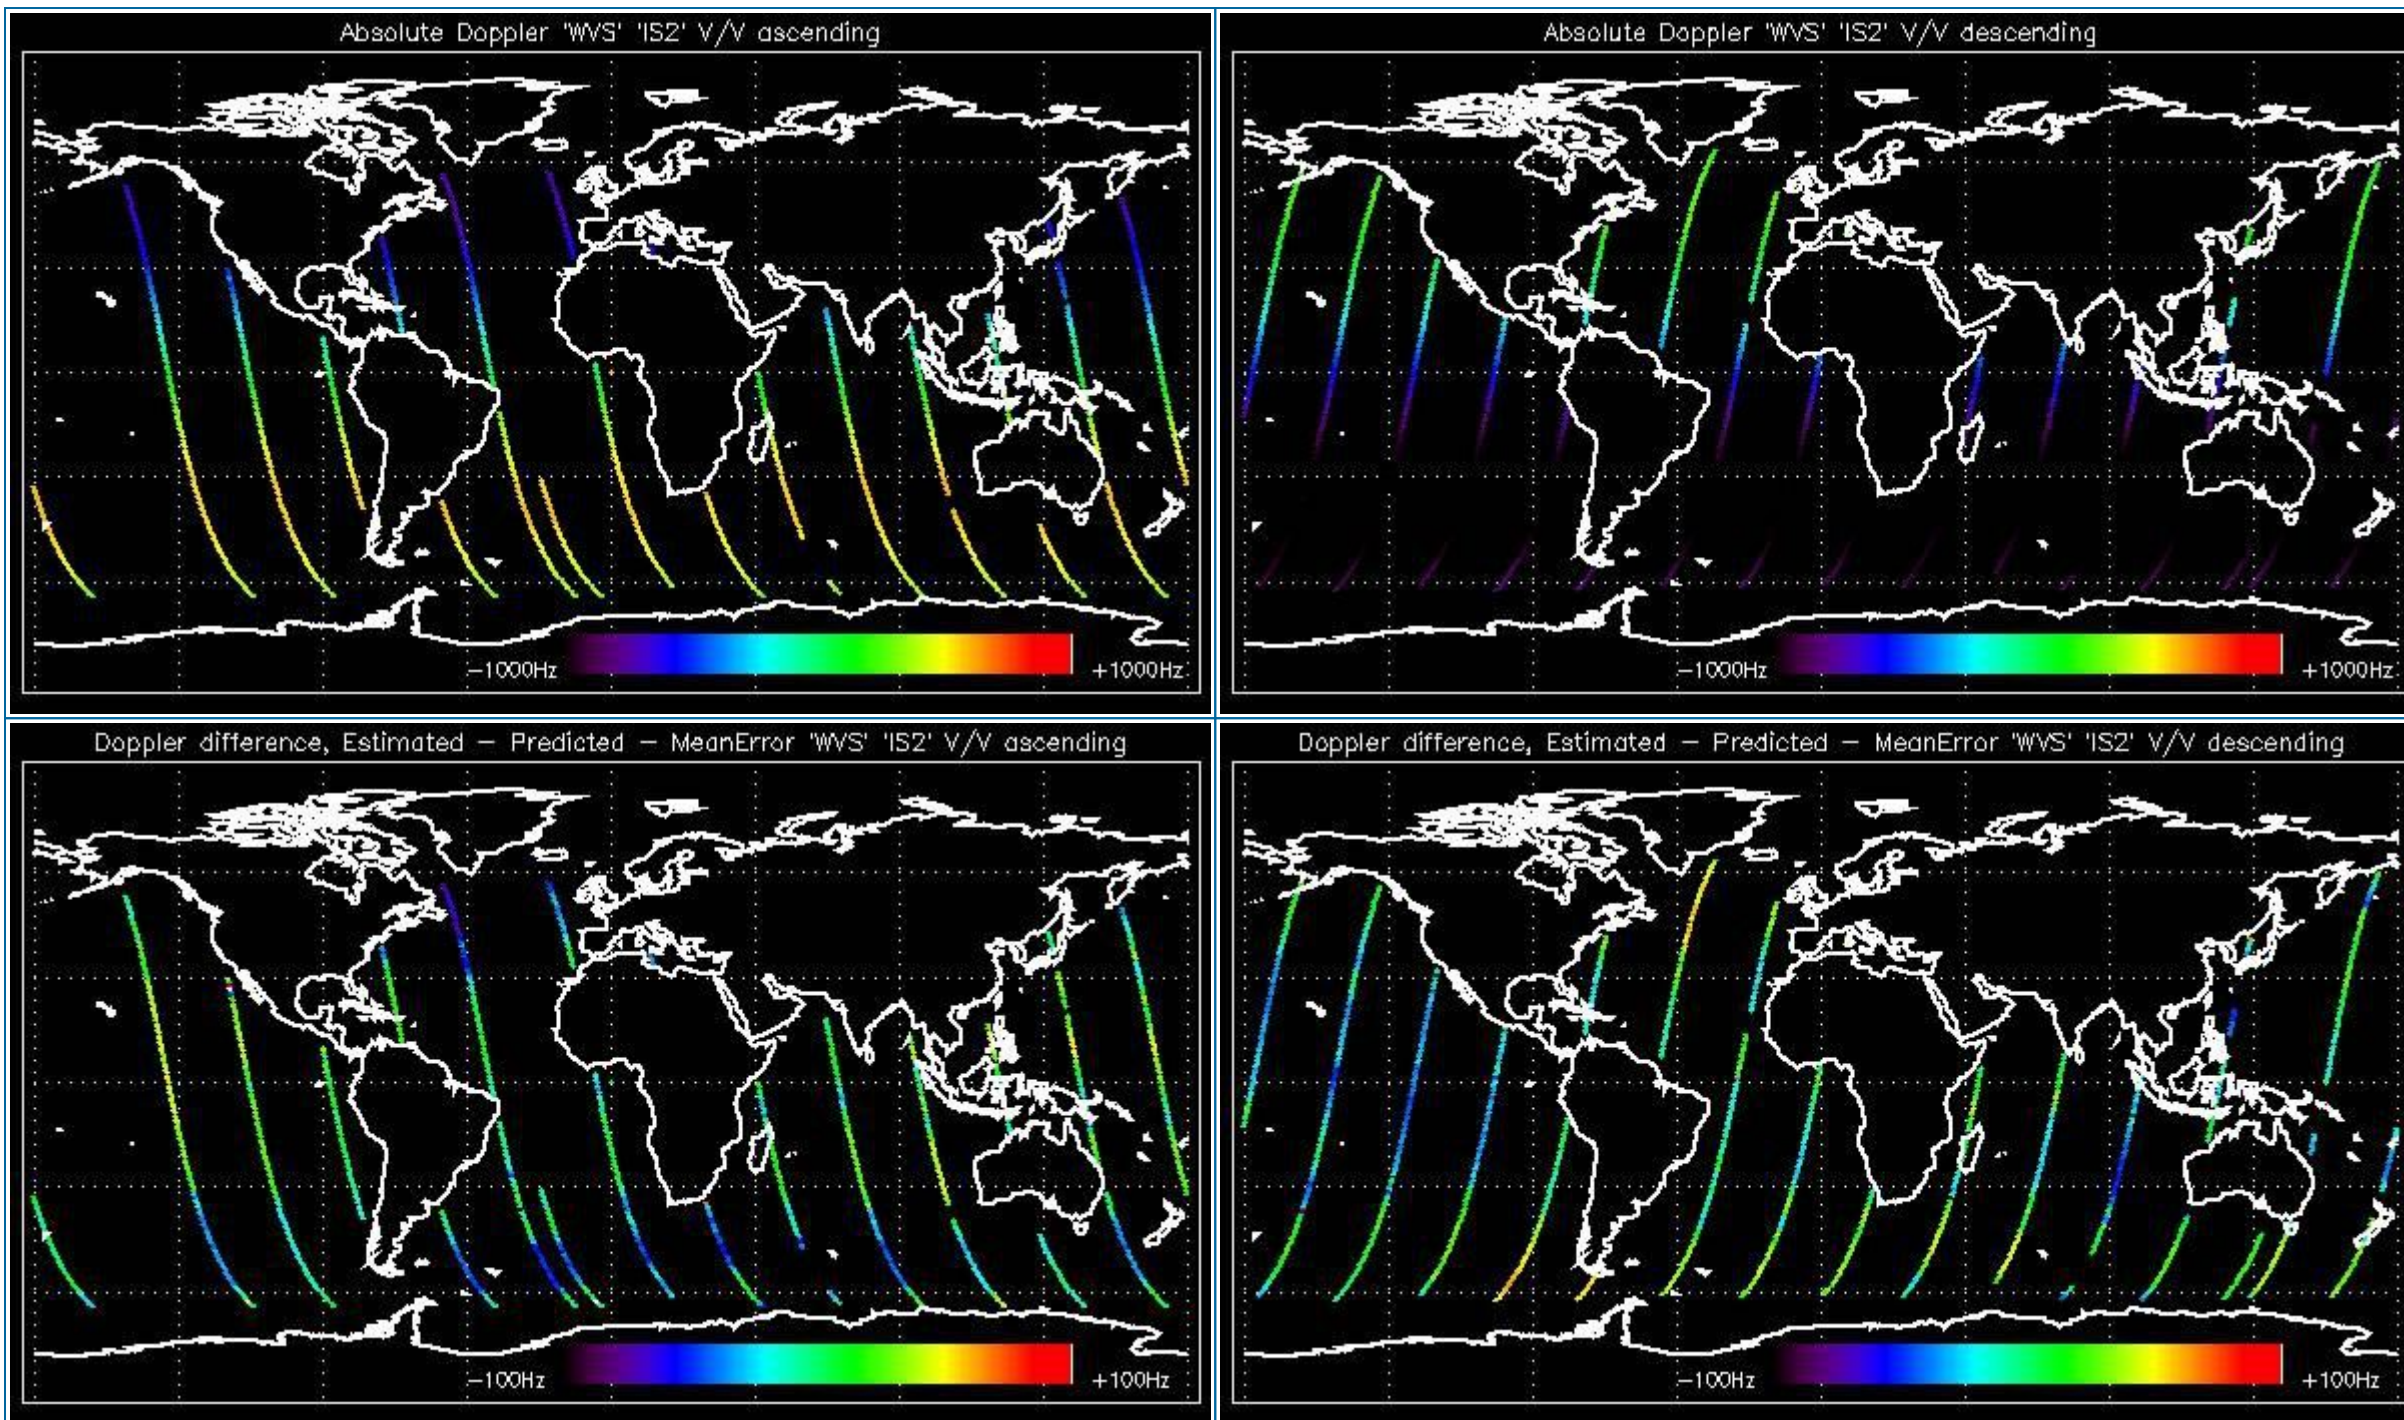 Absolute Doppler 'WVS' 'IS2' V/V ascending
−1000Hz
+1000Hz
Absolute Doppler 'WVS' 'IS2' V/V descending
−1000Hz
+1000Hz
Doppler difference, Estimated − Predicted − MeanError 'WVS' 'IS2' V/V ascending
−100Hz
+100Hz
Doppler difference, Estimated − Predicted − MeanError 'WVS' 'IS2' V/V descending
−100Hz
+100Hz